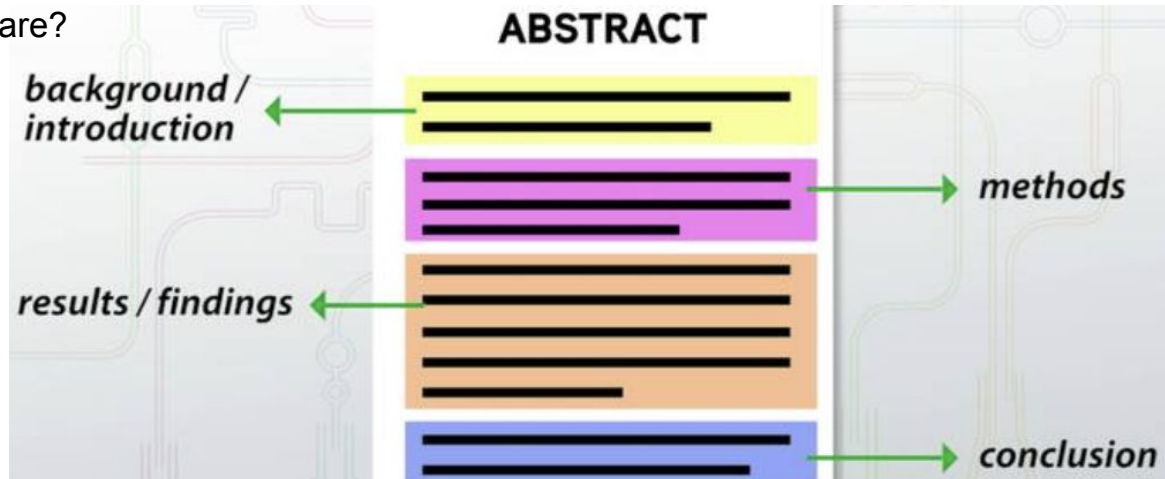 are?
ABSTRACT
background /
introduction
methods
results / findings
conclusion